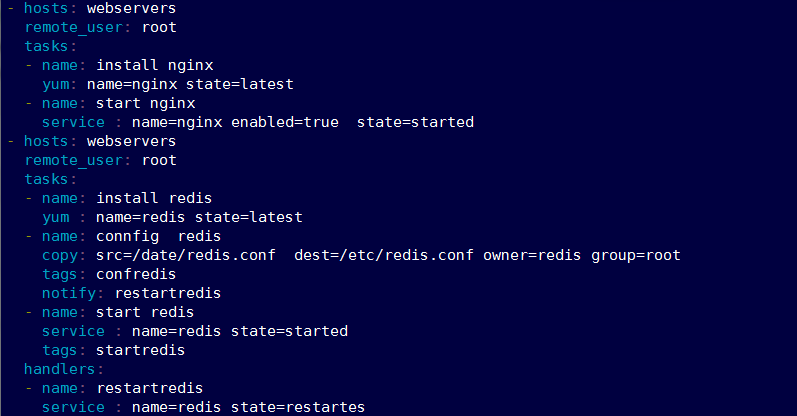 - hosts: webservers
  remote_user: root
  tasks:
  - name: install nginx
    yum: name=nginx state=latest
  - name: start nginx
    service : name=nginx enabled=true  state=started
- hosts: webservers
  remote_user: root
  tasks:
  - name: install redis
    yum : name=redis state=latest
  - name: connfig  redis
    copy: src=/date/redis.conf  dest=/etc/redis.conf owner=redis group=root
    tags: confredis
    notify: restartredis
  - name: start redis
    service : name=redis state=started
    tags: startredis
  handlers:
  - name: restartredis
    service : name=redis state=restartes